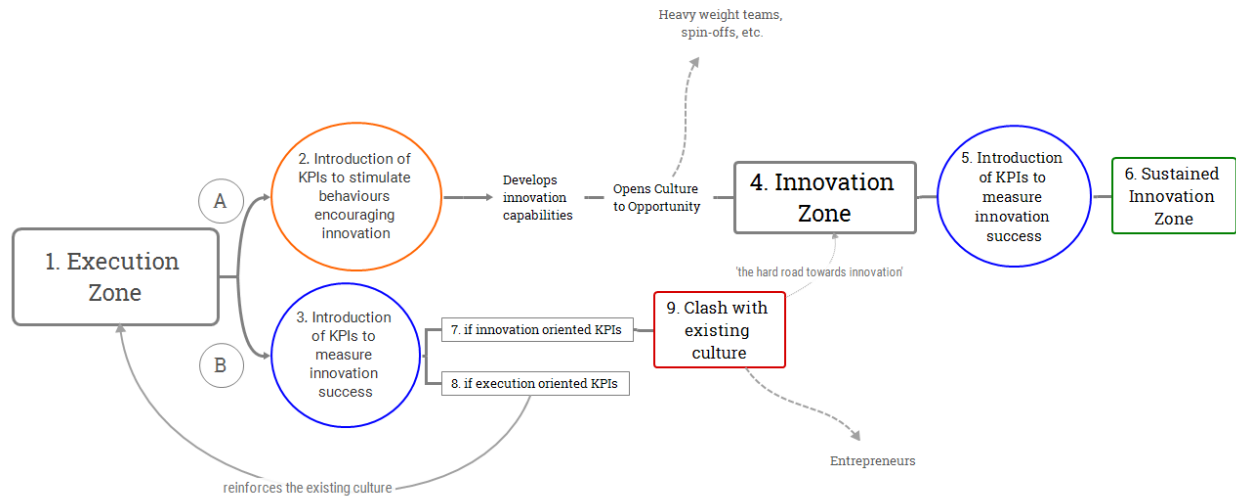 Heavy weight teams,
spin-offs, etc.
A
2. Introduction of
KPIs to stimulate
behaviours
encouraging
innovation
Develops
innovation
capabilities
Opens Culture
to Opportunity
4. Innovation
Zone
5. Introduction
of KPIs to
measure
innovation
success
6. Sustained
Innovation
Zone
1. Execution
Zone
'the hard road towards innovation'
B
3. Introduction
of KPIs to
measure
innovation
success
7. if innovation oriented KPIs
8. if execution oriented KPIs
9. Clash with
existing
culture
Entrepreneurs
reinforces the existing culture